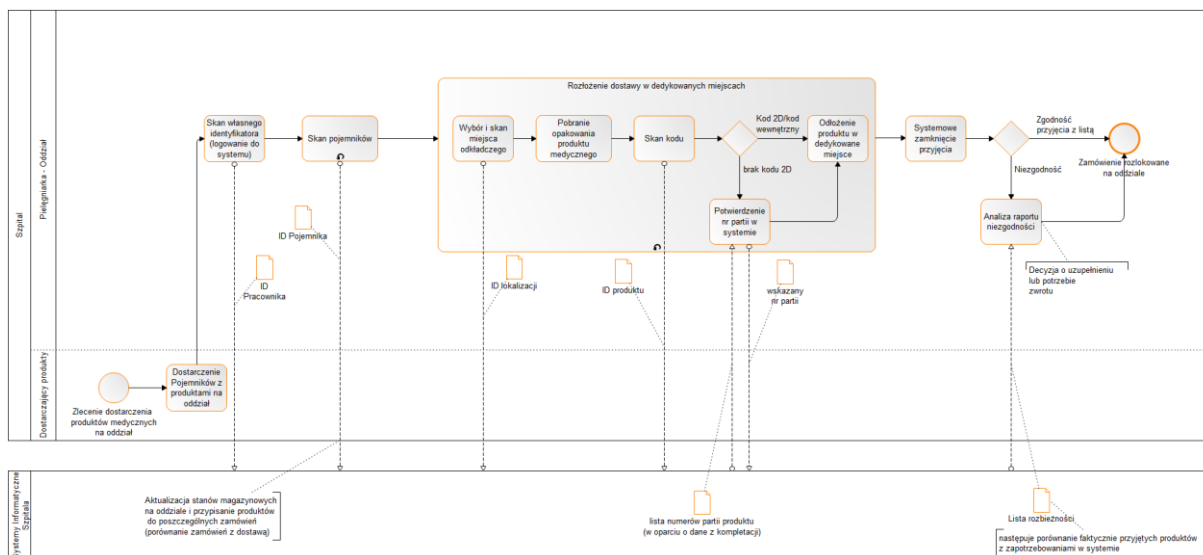 Szpital
Pielęgniarka - Oddział
Rozłożenie dostawy w dedykowanych miejscach
Skan własnego
identyfikatora
(logowanie do
systemu)
Skan pojemników
Wybór i skan
miejsca
odkładczego
Pobranie
opakowania
produktu
medycznego
Skan kodu
Kod 2D/kod
wewnętrzny
brak kodu 2D
Odłożenie
produktu w
dedykowane
miejsce
Potwierdzenie
nr partii w
systemie
Systemowe
zamknięcie
przyjęcia
Zgodność
przyjęcia z listą
Niezgodność
Zamówienie rozlokowane
na oddziale
Analiza raportu
niezgodności
Decyzja o uzupełnieniu
lub potrzebie
zwrotu
ID Pojemnika
ID
Pracownika
ID lokalizacji
ID produktu
wskazany
nr partii
Dostarczający produkty
Zlecenie dostarczenia
produktów medycznych
na oddział
Dostarczenie
Pojemników z
produktami na
oddział
Systemy Informatyczne
Szpitala
Aktualizacja stanów magazynowych
na oddziale i przypisanie produktów
do poszczególnych zamówień
(porównanie zamówień z dostawą)
lista numerów partii produktu
(w oparciu o dane z kompletacji)
Lista rozbieżności
następuje porównanie faktycznie przyjętych produktów
z zapotrzebowaniami w systemie